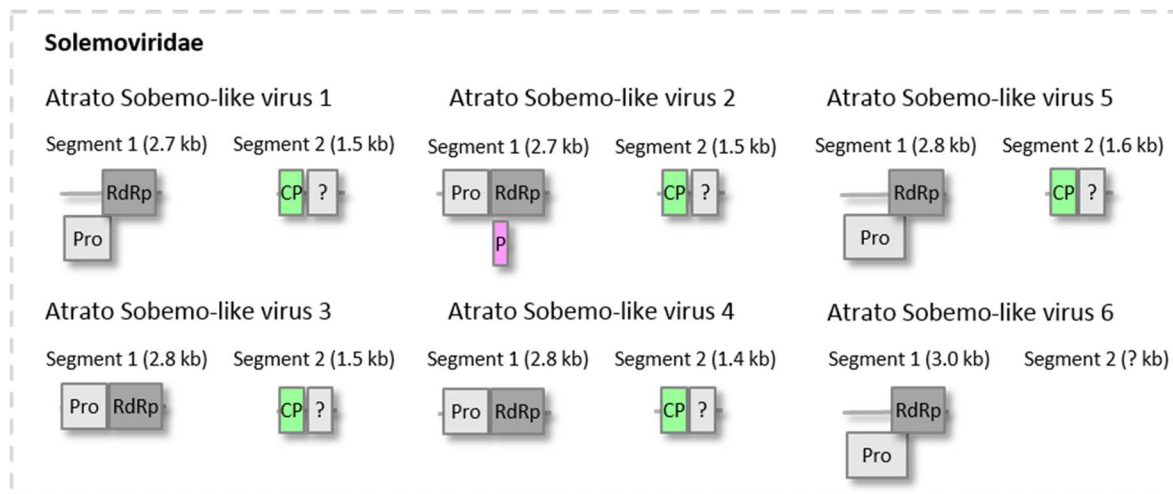 Solemoviridae
Atrato Sobemo-like virus 1
Segment 1 (2.7 kb) Segment 2 (1.5 kb)
RdRp CP ?
Pro
Atrato Sobemo-like virus 2
Segment 1 (2.7 kb) Segment 2 (1.5 kb)
Pro RdRp CP ?
P
Atrato Sobemo-like virus 5
Segment 1 (2.8 kb) Segment 2 (1.6 kb)
RdRp CP ?
Pro
Atrato Sobemo-like virus 3
Segment 1 (2.8 kb) Segment 2 (1.5 kb)
Pro RdRp CP ?
Atrato Sobemo-like virus 4
Segment 1 (2.8 kb) Segment 2 (1.4 kb)
Pro RdRp CP ?
Atrato Sobemo-like virus 6
Segment 1 (3.0 kb) Segment 2 (? kb)
RdRp
Pro